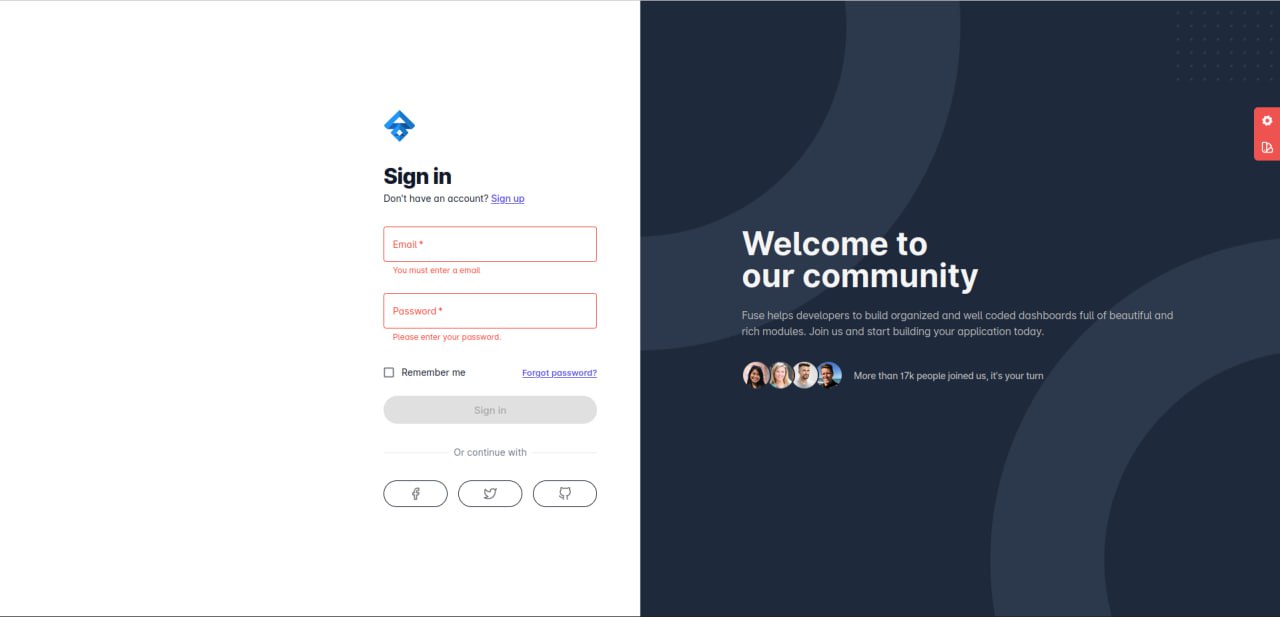 Sign in
Don't have an account? Sign up
Email *
You must enter a email
Password *
Please enter your password.
Remember me
Forgot password?
Sign in
Or continue with
Welcome to
our community
Fuse helps developers to build organized and well coded dashboards full of beautiful and
rich modules. Join us and start building your application today.
More than 17k people joined us, it's your turn